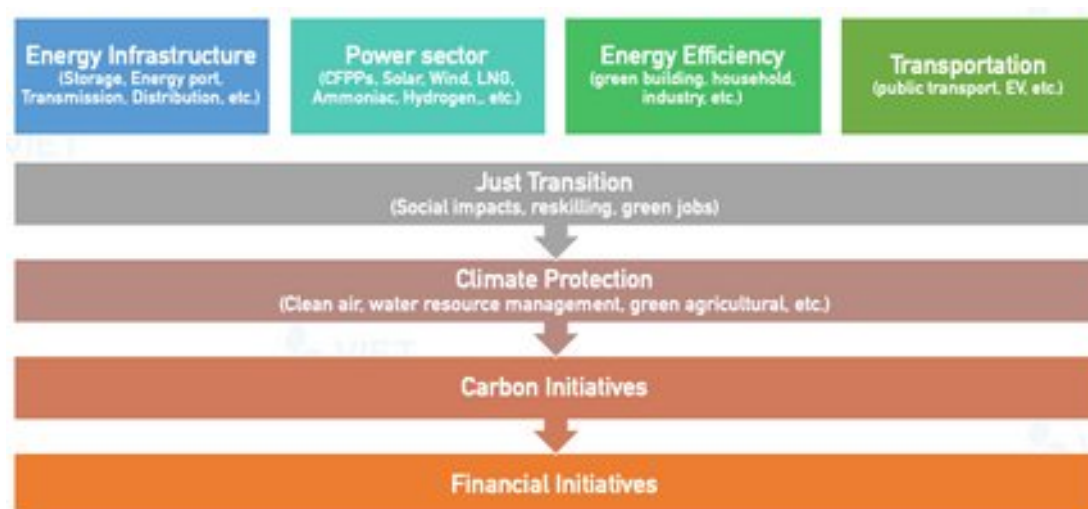 Energy Infrastructure
(Storage, Energy port,
Transmission, Distribution, etc.)
Power sector
(CFPPs, Solar, Wind, LNG,
Ammoniac, Hydrogen,, etc.)
Energy Efficiency
(green building, household,
industry, etc.)
Transportation
(public transport, EV, etc.)
Just Transition
(Social impacts, reskilling, green jobs)
Climate Protection
(Clean air, water resource management, green agricultural, etc.)
VIET
VIET
Carbon Initiatives
Financial Initiatives